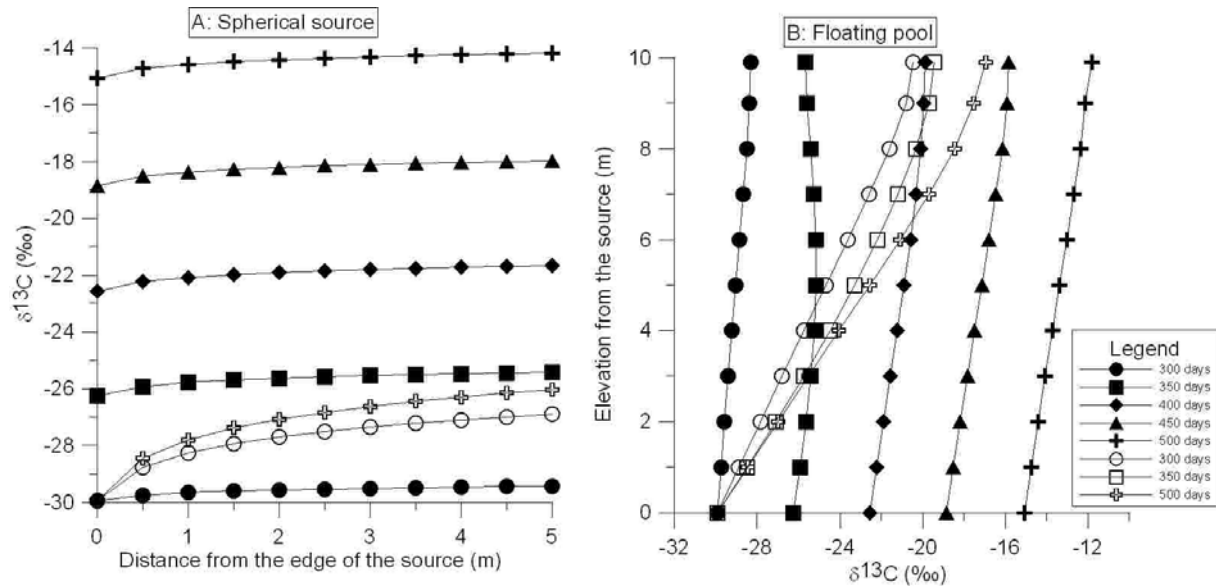 A: Spherical source
-14
-16
-18
-20
-22
-24
-26
-28
-30
δ13C (‰)
0 1 2 3 4 5
Distance from the edge of the source (m)
B: Floating pool
10
8
6
4
2
0
Elevation from the source (m)
-32 -28 -24 -20 -16 -12
δ13C (‰)
Legend
300 days
350 days
400 days
450 days
500 days
300 days
350 days
500 days